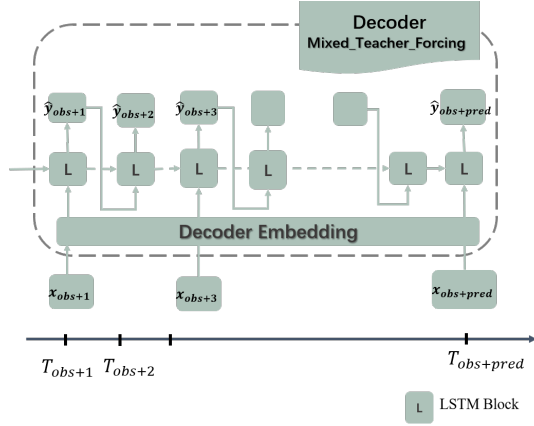 Decoder
Mixed_Teacher_Forcing
ŷobs+1 ŷobs+2 ŷobs+3 ŷobs+pred
L L L L L L
Decoder Embedding
xobs+1 xobs+3 xobs+pred
Tobs+1 Tobs+2 Tobs+pred
L LSTM Block